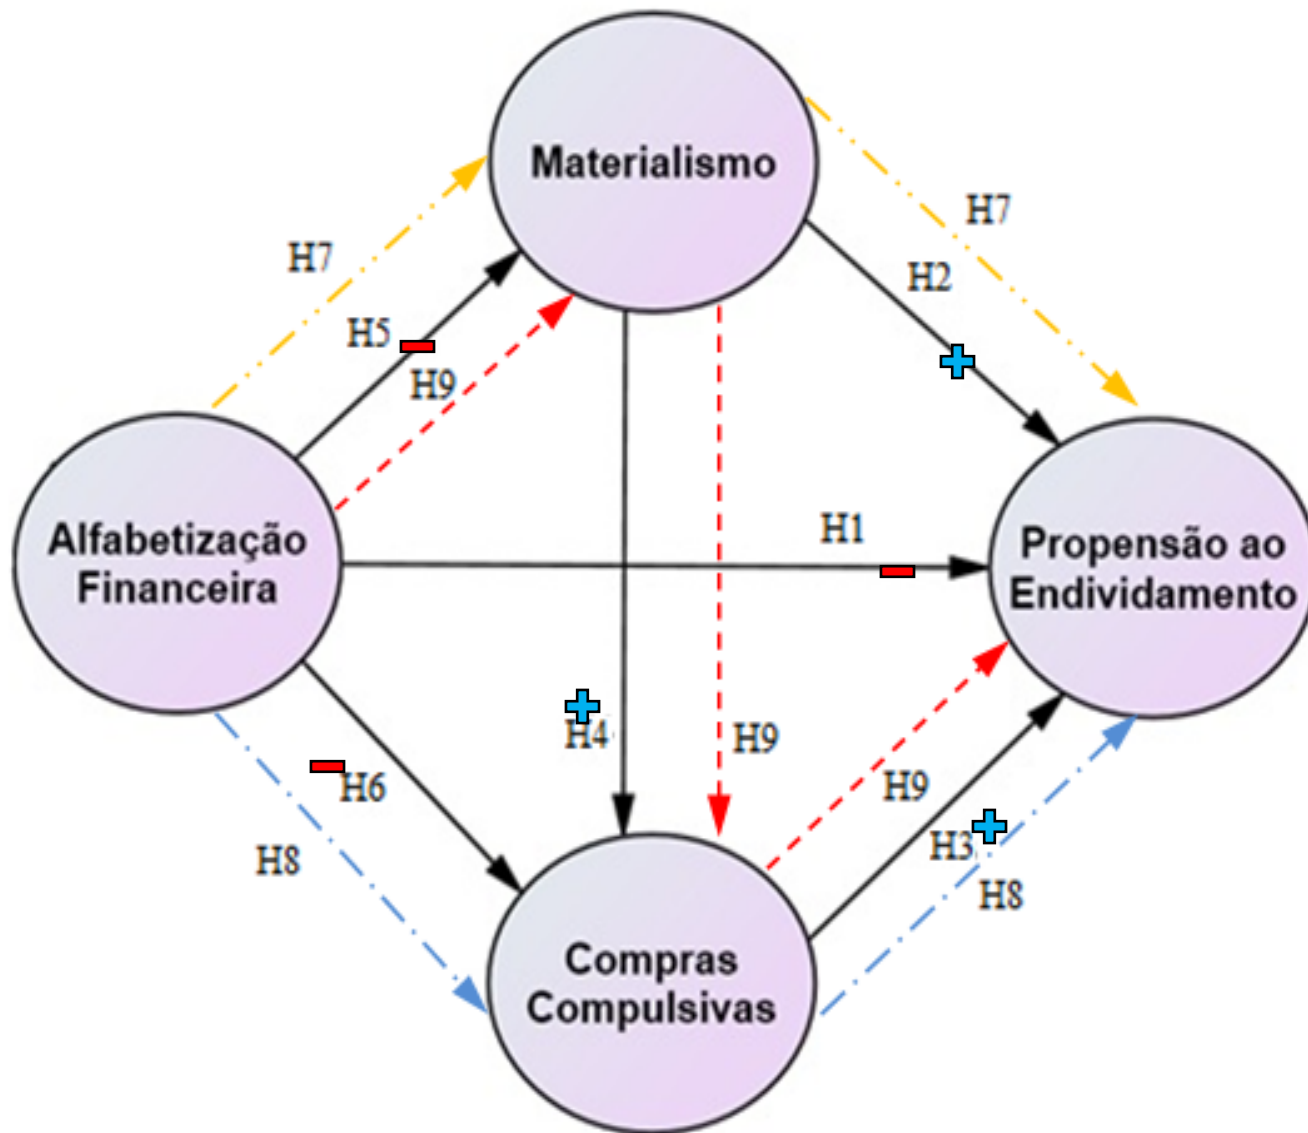 Materialismo
H7
H7
H2
H5
H9
H1
Alfabetização
Financeira
Propensão ao
Endividamento
H4
H9
H6
H9
H3
H8
H8
Compras
Compulsivas